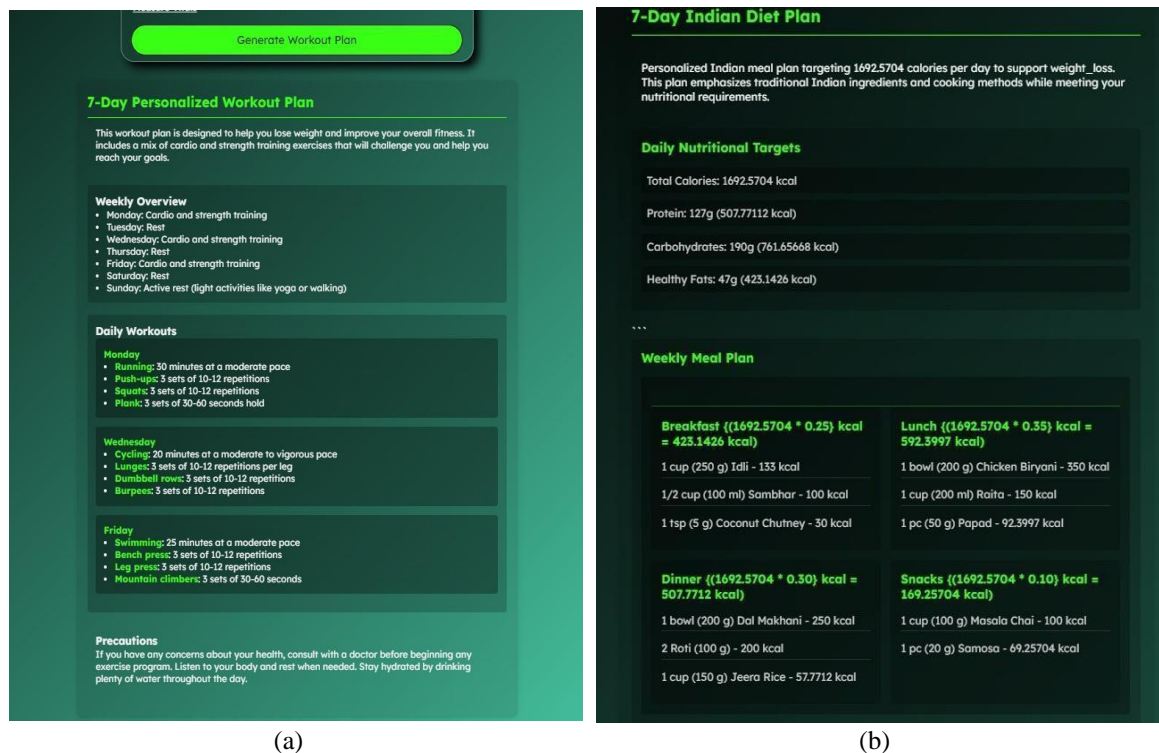 Generate Workout Plan
7-Day Personalized Workout Plan
This workout plan is designed to help you lose weight and improve your overall fitness. It
includes a mix of cardio and strength training exercises that will challenge you and help you
reach your goals.
Weekly Overview
• Monday: Cardio and strength training
• Tuesday: Rest
• Wednesday: Cardio and strength training
• Thursday: Rest
• Friday: Cardio and strength training
• Saturday: Rest
• Sunday: Active rest (light activities like yoga or walking)
Daily Workouts
Monday
• Running: 30 minutes at a moderate pace
• Push-ups: 3 sets of 10-12 repetitions
• Squats: 3 sets of 10-12 repetitions
• Plank: 3 sets of 30-60 seconds hold
Wednesday
• Cycling: 20 minutes at a moderate to vigorous pace
• Lunges: 3 sets of 10-12 repetitions per leg
• Dumbbell rows: 3 sets of 10-12 repetitions
• Burpees: 3 sets of 10-12 repetitions
Friday
• Swimming: 25 minutes at a moderate pace
• Bench press: 3 sets of 10-12 repetitions
• Leg press: 3 sets of 10-12 repetitions
• Mountain climbers: 3 sets of 30-60 seconds
Precautions
If you have any concerns about your health, consult with a doctor before beginning any
exercise program. Listen to your body and rest when needed. Stay hydrated by drinking
plenty of water throughout the day.
(a)
7-Day Indian Diet Plan
Personalized Indian meal plan targeting 1692.5704 calories per day to support weight_loss.
This plan emphasizes traditional Indian ingredients and cooking methods while meeting your
nutritional requirements.
Daily Nutritional Targets
Total Calories: 1692.5704 kcal
Protein: 127g (507.77112 kcal)
Carbohydrates: 190g (761.65668 kcal)
Healthy Fats: 47g (423.1426 kcal)
```
Weekly Meal Plan
Breakfast {(1692.5704 * 0.25} kcal
= 423.1426 kcal)
1 cup (250 g) Idli - 133 kcal
1/2 cup (100 ml) Sambhar - 100 kcal
1 tsp (5 g) Coconut Chutney - 30 kcal
Lunch {(1692.5704 * 0.35} kcal =
592.3997 kcal)
1 bowl (200 g) Chicken Biryani - 350 kcal
1 cup (200 ml) Raita - 150 kcal
1 pc (50 g) Papad - 92.3997 kcal
Dinner {(1692.5704 * 0.30} kcal =
507.7712 kcal)
1 bowl (200 g) Dal Makhani - 250 kcal
2 Roti (100 g) - 200 kcal
1 cup (150 g) Jeera Rice - 57.7712 kcal
Snacks {(1692.5704 * 0.10} kcal =
169.25704 kcal)
1 cup (100 g) Masala Chai - 100 kcal
1 pc (20 g) Samosa - 69.25704 kcal
(b)